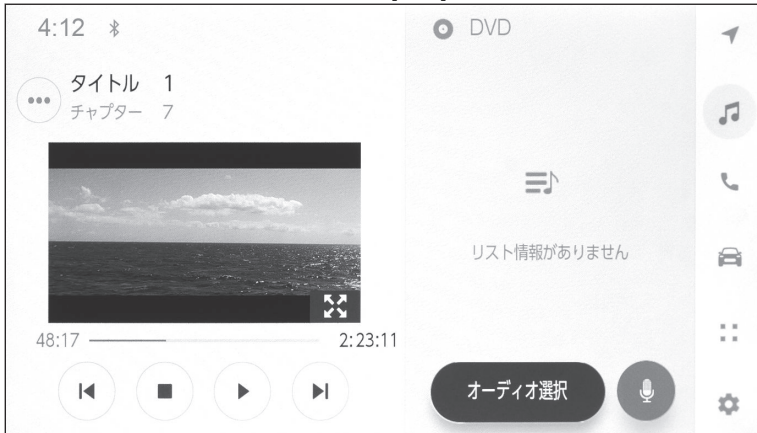 4:12
DVD
タイトル 1
チャプター 7
リスト情報がありません
48:17
2:23:11
オーディオ選択